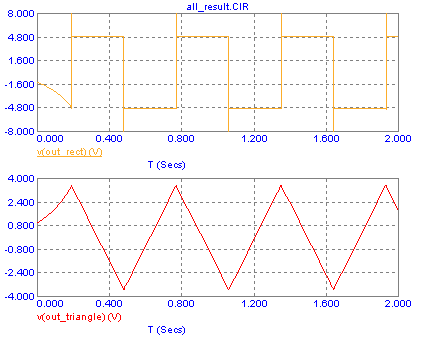 all_result.CIR
8.000
4.800
1.600
-1.600
-4.800
-8.000
0.000 0.400 0.800 1.200 1.600 2.000
v(out_rect) (V)
T (Secs)
4.000
2.400
0.800
-0.800
-2.400
-4.000
0.000 0.400 0.800 1.200 1.600 2.000
v(out_triangle) (V)
T (Secs)